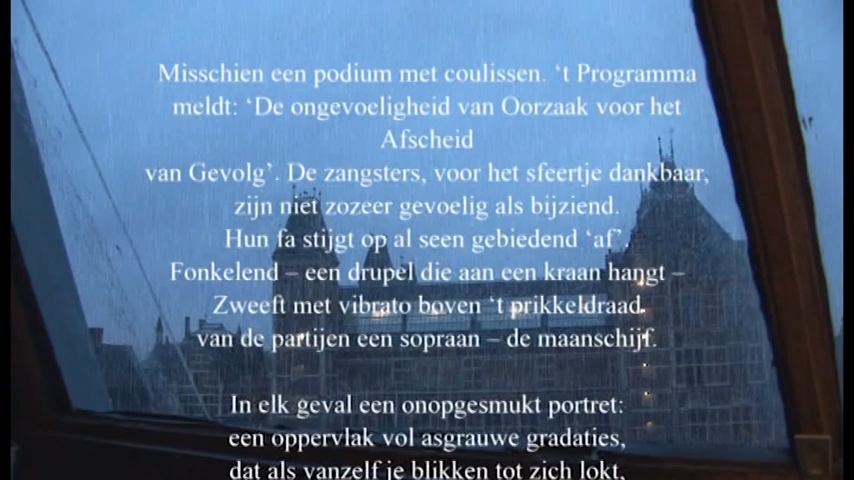 Misschien een podium met coulissen. ‘t Programma
meldt: ‘De ongevoeligheid van Oorzaak voor het
Afscheid
van Gevolg’. De zangsters, voor het sfeertje dankbaar,
zijn niet zozeer gevoelig als bijziend.
Hun fa stijgt op al seen gebiedend ‘af’.
Fonkelend – een drupel die aan een kraan hangt –
Zweeft met vibrato boven ‘t prikkeldraad
van de partijen een sopraan – de maanschijf.
In elk geval een onopgesmukt portret:
een oppervlak vol asgrauwe gradaties,
dat als vanzelf je blikken tot zich lokt,